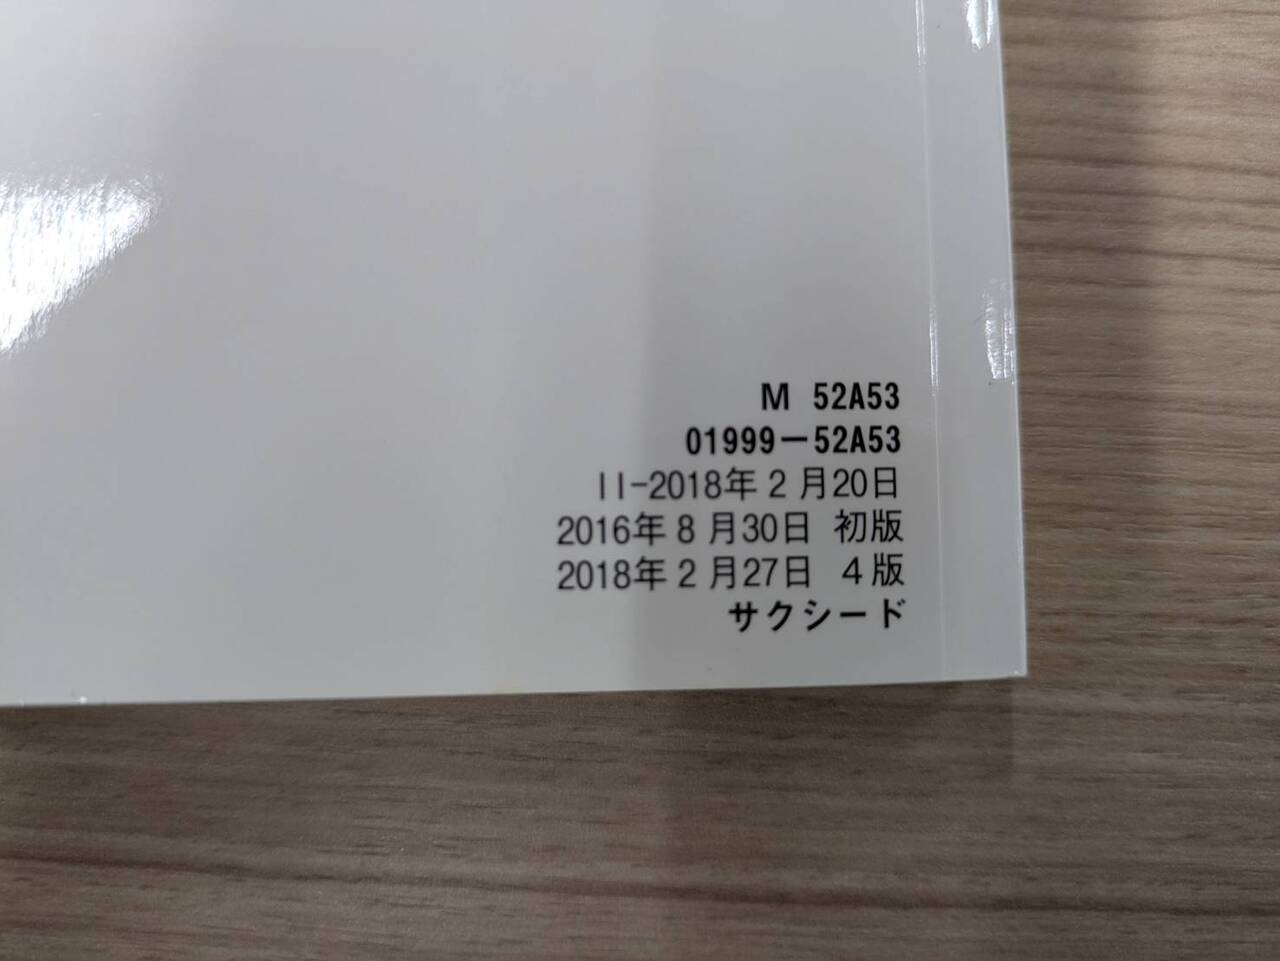 M 52A53
01999-52A53
II-2018年2月20日
2016年8月30日 初版
2018年2月27日 4版
サクシード